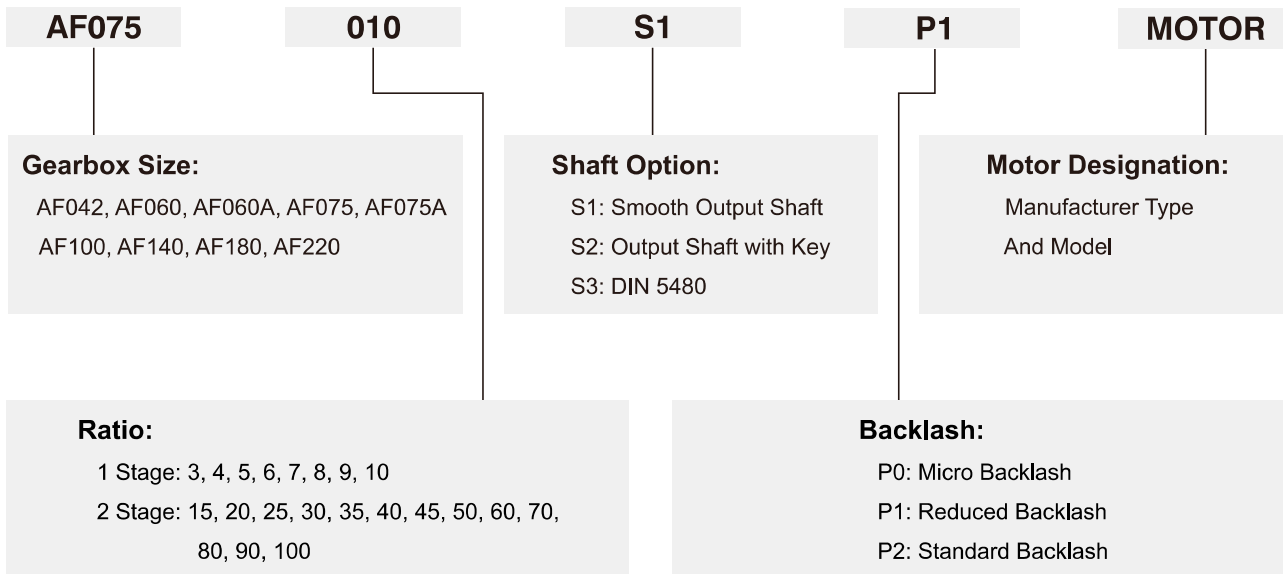 AF075 010 S1 P1 MOTOR
Gearbox Size:
AF042, AF060, AF060A, AF075, AF075A
AF100, AF140, AF180, AF220
Shaft Option:
S1: Smooth Output Shaft
S2: Output Shaft with Key
S3: DIN 5480
Motor Designation:
Manufacturer Type
And Model
Ratio:
1 Stage: 3, 4, 5, 6, 7, 8, 9, 10
2 Stage: 15, 20, 25, 30, 35, 40, 45, 50, 60, 70,
80, 90, 100
Backlash:
P0: Micro Backlash
P1: Reduced Backlash
P2: Standard Backlash